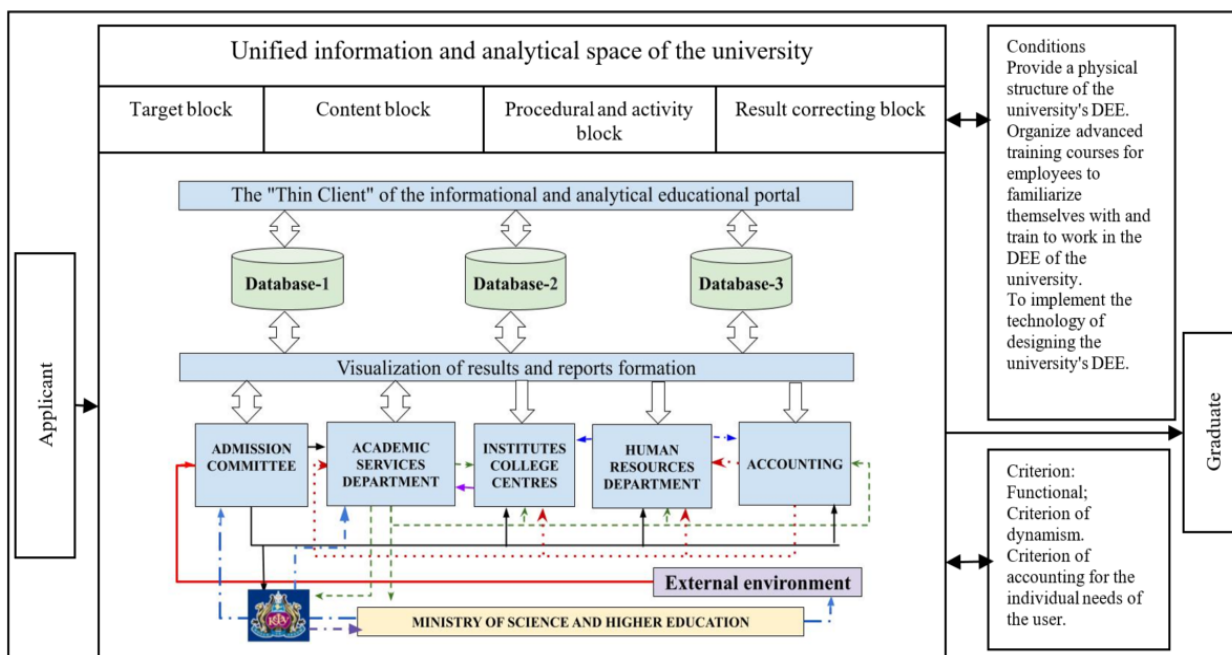 Unified information and analytical space of the university
Target block
Content block
Procedural and activity
block
Result correcting block
The "Thin Client" of the informational and analytical educational portal
Database-1
Database-2
Database-3
Visualization of results and reports formation
ADMISSION
COMMITTEE
ACADEMIC
SERVICES
DEPARTMENT
INSTITUTES
COLLEGE
CENTRES
HUMAN
RESOURCES
DEPARTMENT
ACCOUNTING
External environment
MINISTRY OF SCIENCE AND HIGHER EDUCATION
Applicant
Conditions
Provide a physical
structure of the
university's DEE.
Organize advanced
training courses for
employees to
familiarize
themselves with and
train to work in the
DEE of the
university.
To implement the
technology of
designing the
university's DEE.
Criterion:
Functional;
Criterion of
dynamism.
Criterion of
accounting for the
individual needs of
the user.
Graduate